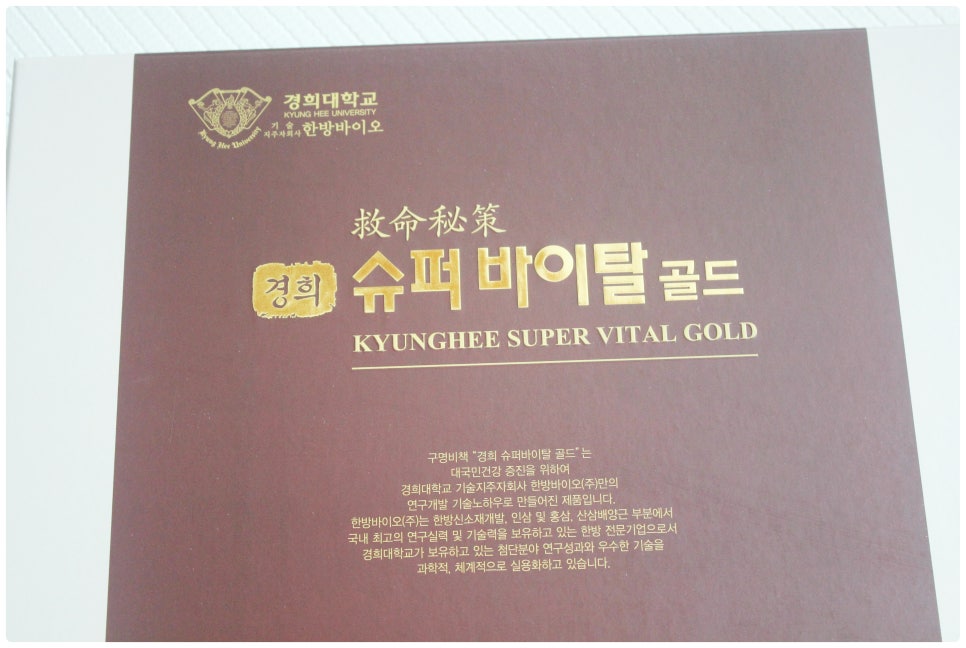 경희대학교
KYUNG HEE UNIVERSITY
기 술
지주자회사 한방바이오
Kyung Hee University
救命秘策
경희 슈퍼 바이탈 골드
KYUNGHEE SUPER VITAL GOLD
구명비책 "경희 슈퍼바이탈 골드"는
대국민건강 증진을 위하여
경희대학교 기술지주자회사 한방바이오(주)만의
연구개발 기술노하우로 만들어진 제품입니다.
한방바이오(주)는 한방신소재개발, 인삼 및 홍삼, 산삼배양근 부분에서
국내 최고의 연구실력 및 기술력을 보유하고 있는 한방 전문기업으로서
경희대학교가 보유하고 있는 첨단분야 연구성과와 우수한 기술을
과학적, 체계적으로 실용화하고 있습니다.